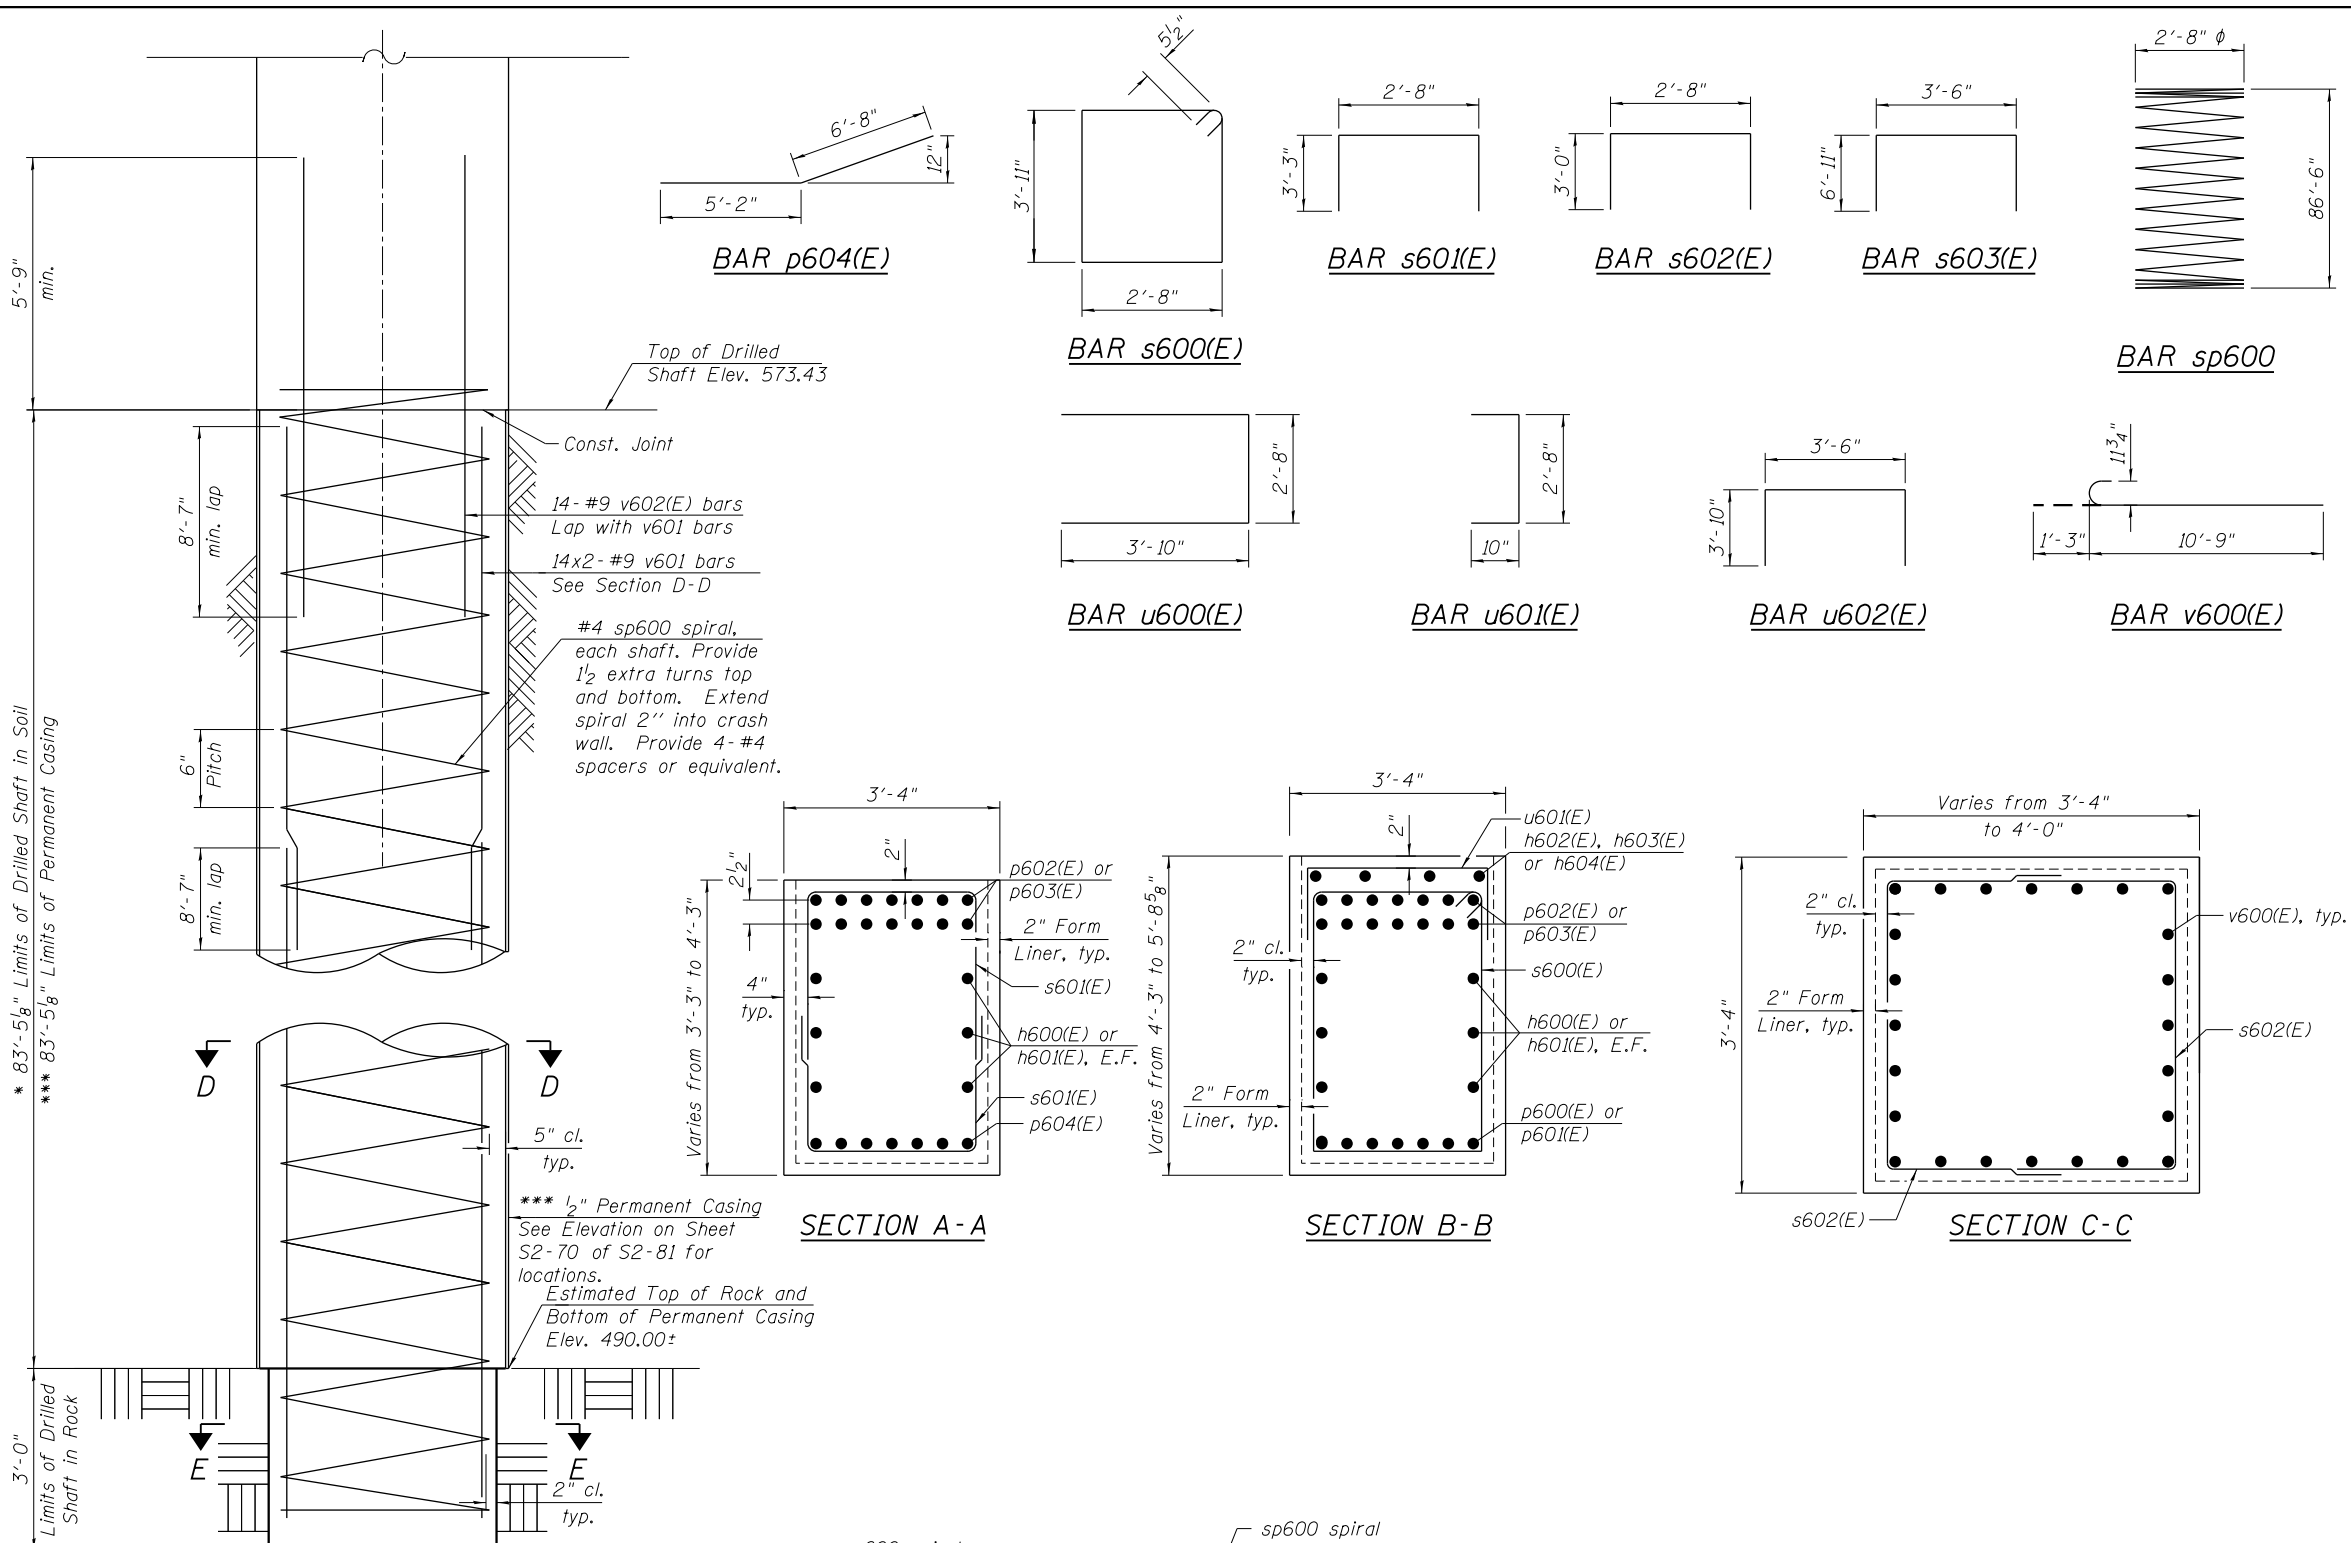 5'-9"
min.
8'-7"
min. lap
6"
Pitch
8'-7"
min. lap
* 83'-5 1/8" Limits of Drilled Shaft in Soil
*** 83'-5 1/8" Limits of Permanent Casing
3'-0"
Limits of Drilled
Shaft in Rock
Top of Drilled
Shaft Elev. 573.43
Const. Joint
14-#9 v602(E) bars
Lap with v601 bars
14x2-#9 v601 bars
See Section D-D
#4 sp600 spiral,
each shaft. Provide
1 1/2 extra turns top
and bottom. Extend
spiral 2'' into crash
wall. Provide 4-#4
spacers or equivalent.
D
D
5" cl.
typ.
*** 1/2" Permanent Casing
See Elevation on Sheet
S2-70 of S2-81 for
locations.
Estimated Top of Rock and
Bottom of Permanent Casing
Elev. 490.00±
E
E
2" cl.
typ.
6'-8"
12"
5'-2"
BAR p604(E)
5 1/2"
3'-11"
2'-8"
BAR s600(E)
2'-8"
3'-3"
BAR s601(E)
2'-8"
3'-0"
BAR s602(E)
3'-6"
6'-11"
BAR s603(E)
2'-8" ϕ
86'-6"
BAR sp600
2'-8"
3'-10"
BAR u600(E)
2'-8"
10"
BAR u601(E)
3'-6"
3'-10"
BAR u602(E)
11 3/4"
1'-3"
10'-9"
BAR v600(E)
3'-4"
2"
2 1/2"
p602(E) or
p603(E)
Varies from 3'-3" to 4'-3"
2" Form
Liner, typ.
4"
typ.
s601(E)
h600(E) or
h601(E), E.F.
s601(E)
p604(E)
SECTION A-A
3'-4"
2"
u601(E)
h602(E), h603(E)
or h604(E)
Varies from 4'-3" to 5'-8 5/8"
p602(E) or
p603(E)
2" cl.
typ.
s600(E)
h600(E) or
h601(E), E.F.
2" Form
Liner, typ.
p600(E) or
p601(E)
SECTION B-B
Varies from 3'-4"
to 4'-0"
2" cl.
typ.
v600(E), typ.
2" Form
Liner, typ.
3'-4"
s602(E)
s602(E)
SECTION C-C
sp600 spiral